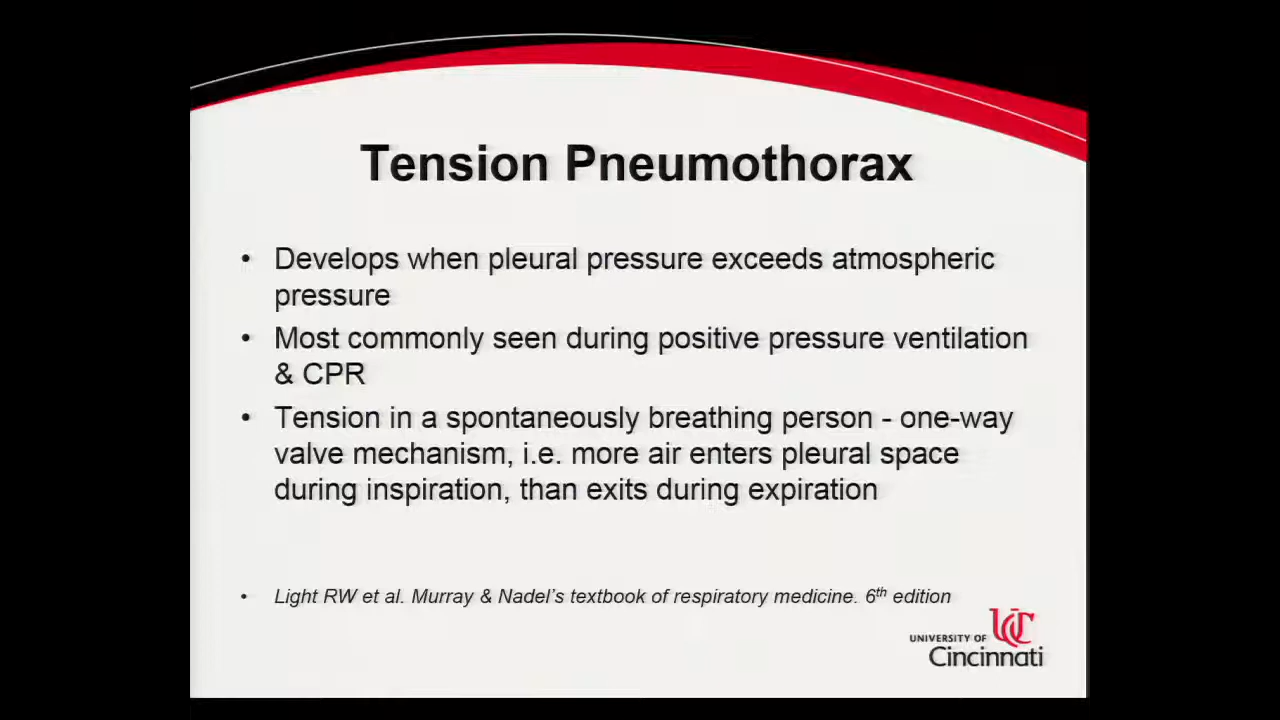 Tension Pneumothorax
• Develops when pleural pressure exceeds atmospheric
pressure
• Most commonly seen during positive pressure ventilation
& CPR
• Tension in a spontaneously breathing person - one-way
valve mechanism, i.e. more air enters pleural space
during inspiration, than exits during expiration
• Light RW et al. Murray & Nadel’s textbook of respiratory medicine. 6th edition
UC
UNIVERSITY OF
Cincinnati